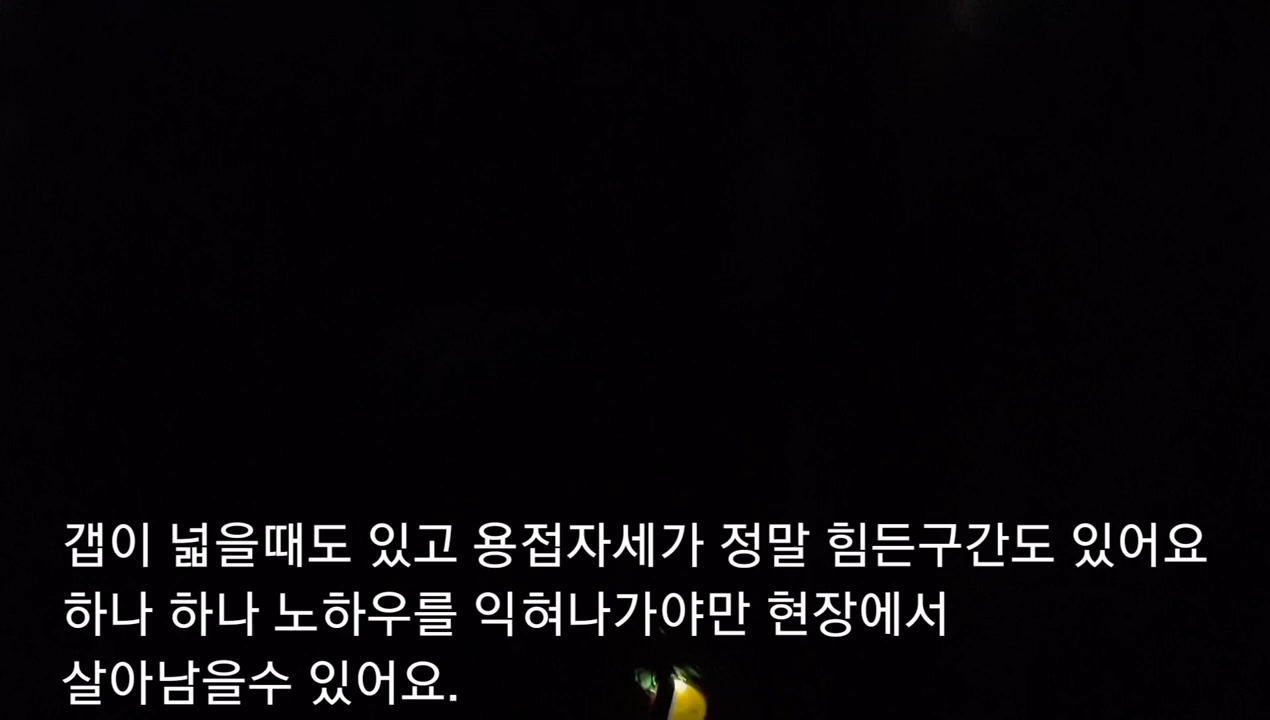 갭이 넓을때도 있고 용접자세가 정말 힘든구간도 있어요
하나 하나 노하우를 익혀나가야만 현장에서
살아남을수 있어요.